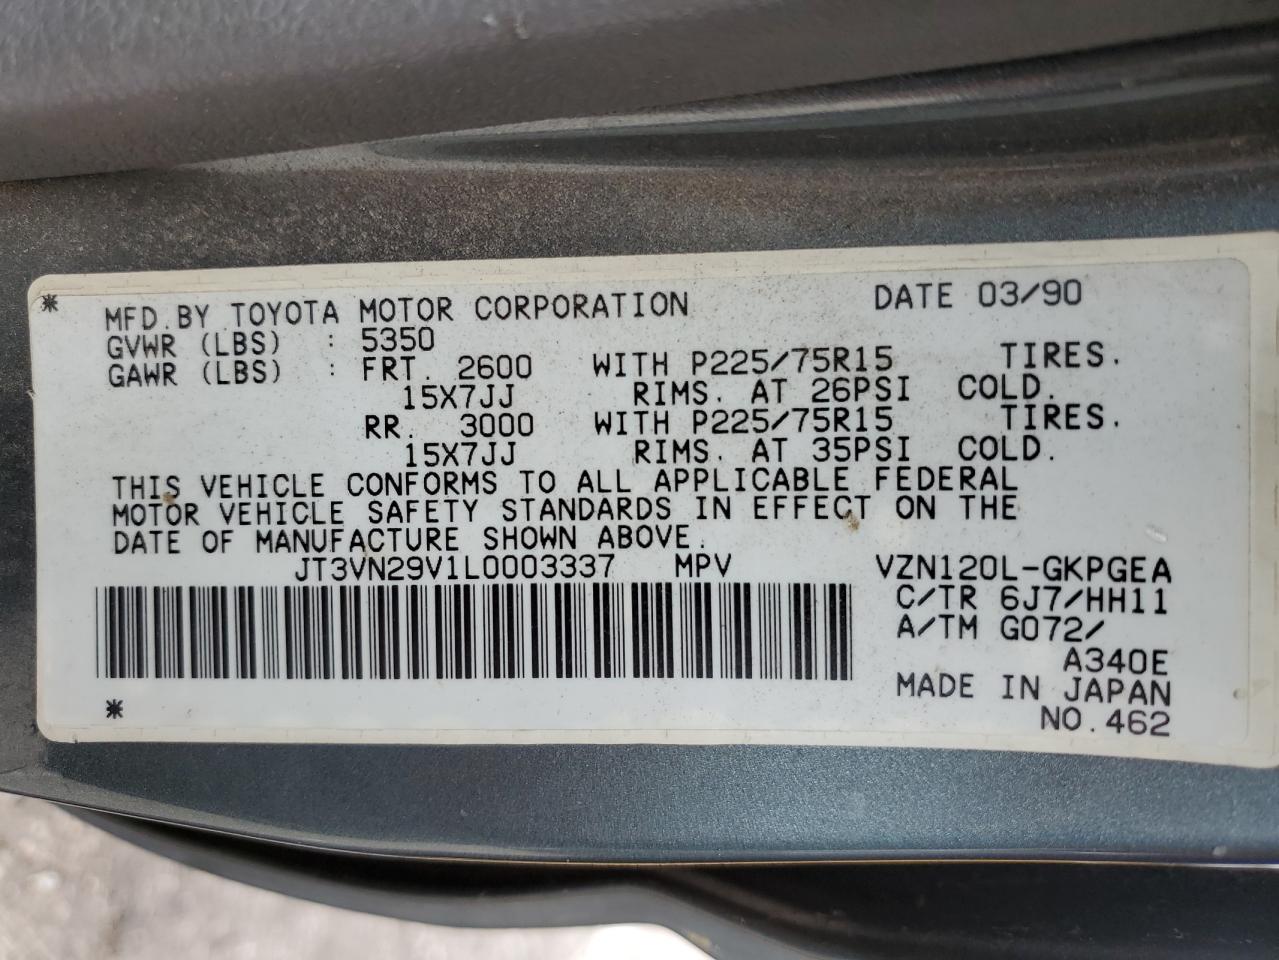 * MFD. BY TOYOTA MOTOR CORPORATION DATE 03/90
GVWR (LBS) : 5350
GAWR (LBS) : FRT. 2600 WITH P225/75R15 TIRES.
15X7JJ RIMS. AT 26PSI COLD.
RR. 3000 WITH P225/75R15 TIRES.
15X7JJ RIMS. AT 35PSI COLD.
THIS VEHICLE CONFORMS TO ALL APPLICABLE FEDERAL
MOTOR VEHICLE SAFETY STANDARDS IN EFFECT ON THE
DATE OF MANUFACTURE SHOWN ABOVE.
JT3VN29V1L0003337 MPV VZN120L-GKPGEA
C/TR 6J7/HH11
A/TM G072/
A340E
MADE IN JAPAN
* NO.462